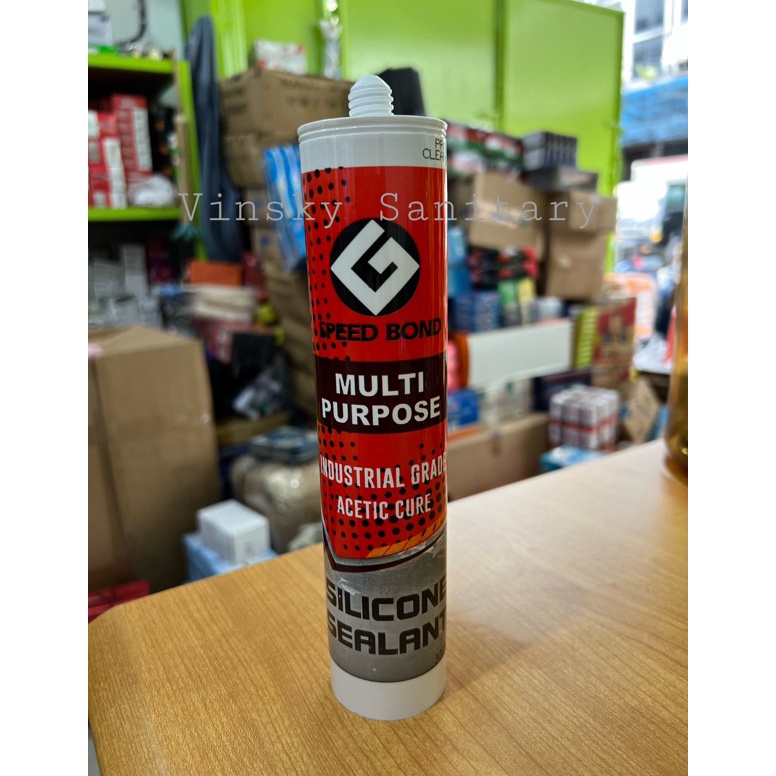 Vinsky Sanitary
SPEED BOND
MULTI
PURPOSE
INDUSTRIAL GRADE
ACETIC CURE
SILICONE
SEALANT